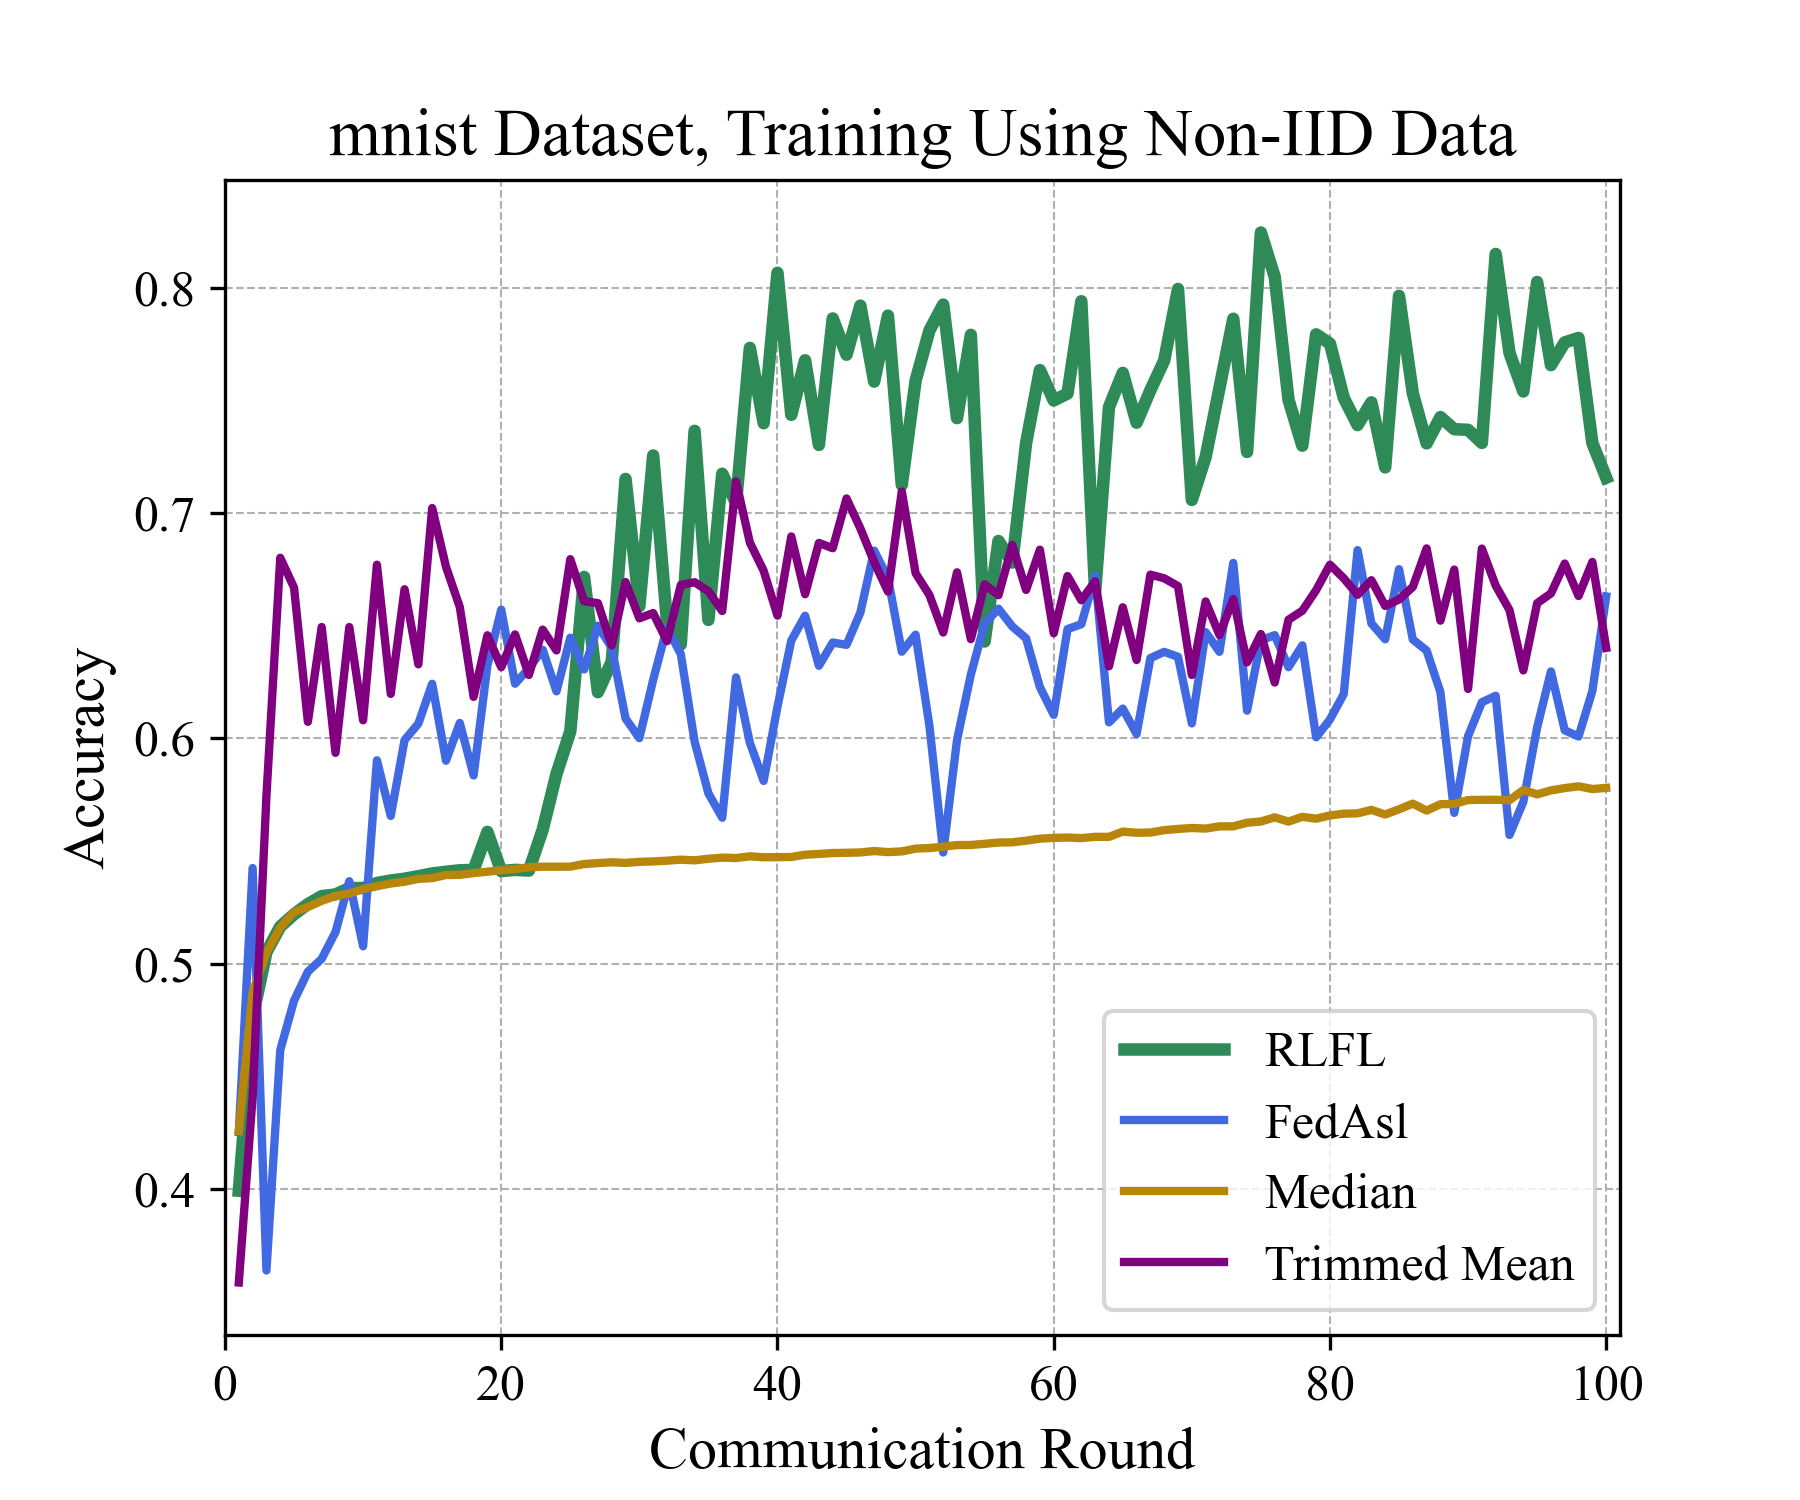 mnist Dataset, Training Using Non-IID Data
0.8
0.7
0.6
0.5
0.4
Accuracy
RLFL
FedAsl
Median
Trimmed Mean
0 20 40 60 80 100
Communication Round